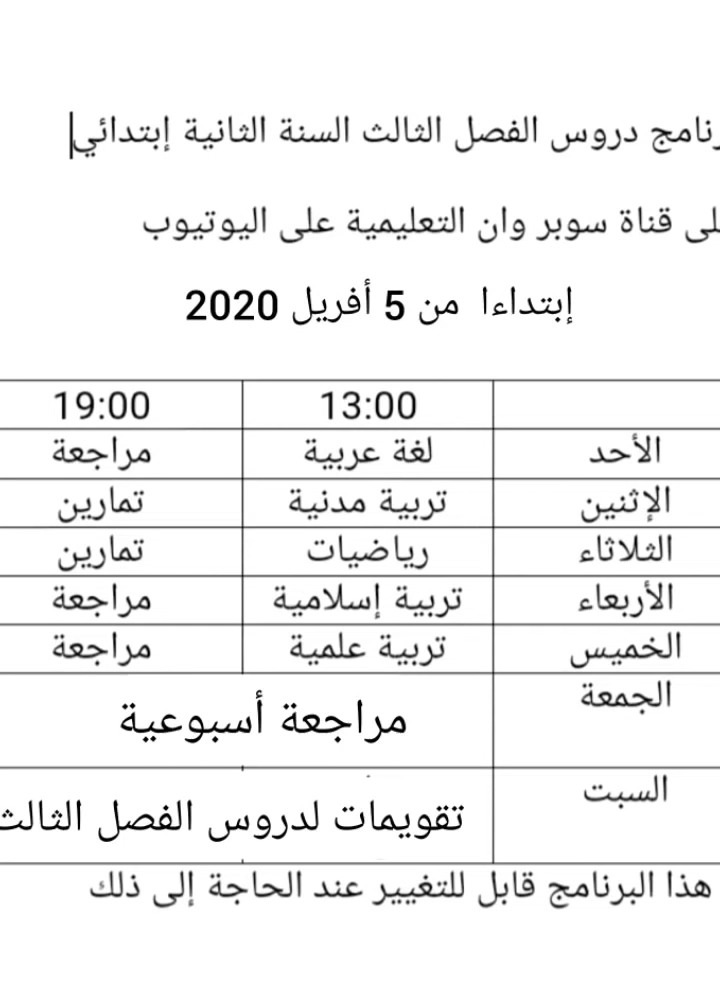 رنامج دروس الفصل الثالث السنة الثانية إبتدائي
لى قناة سوبر وان التعليمية على اليوتيوب
إبتداءا من 5 أفريل 2020
13:00 19:00
الأحد لغة عربية مراجعة
الإثنين تربية مدنية تمارين
الثلاثاء رياضيات تمارين
الأربعاء تربية إسلامية مراجعة
الخميس تربية علمية مراجعة
الجمعة مراجعة أسبوعية
السبت تقويمات لدروس الفصل الثالث
هذا البرنامج قابل للتغيير عند الحاجة إلى ذلك